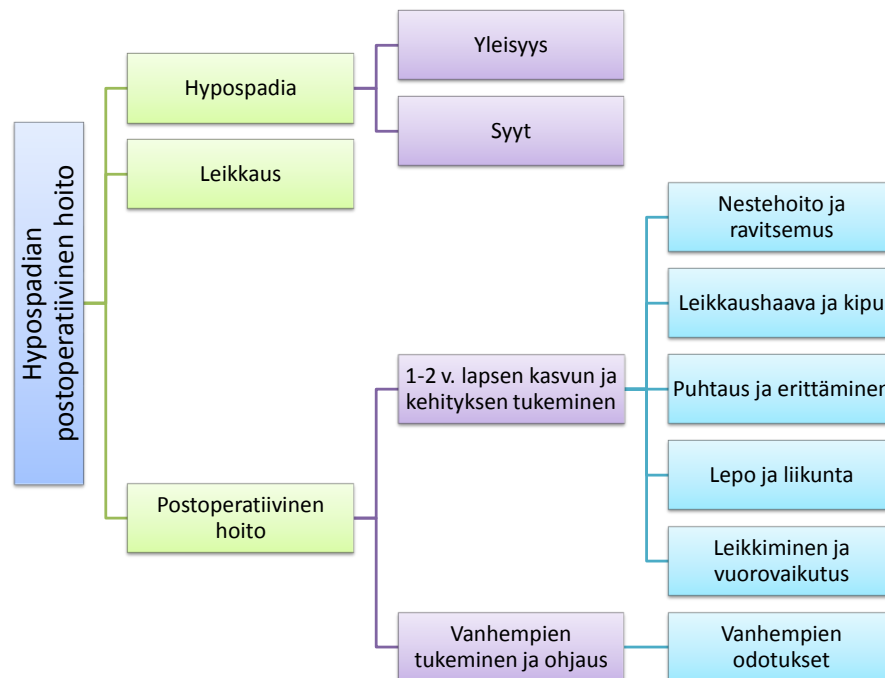 Hypospadian
postoperatiivinen hoito
Hypospadia
Yleisyys
Syyt
Leikkaus
Postoperatiivinen
hoito
1-2 v. lapsen kasvun ja
kehityksen tukeminen
Nestehoito ja
ravitsemus
Leikkaushaava ja kipu
Puhtaus ja erittäminen
Lepo ja liikunta
Leikkiminen ja
vuorovaikutus
Vanhempien
tukeminen ja ohjaus
Vanhempien
odotukset